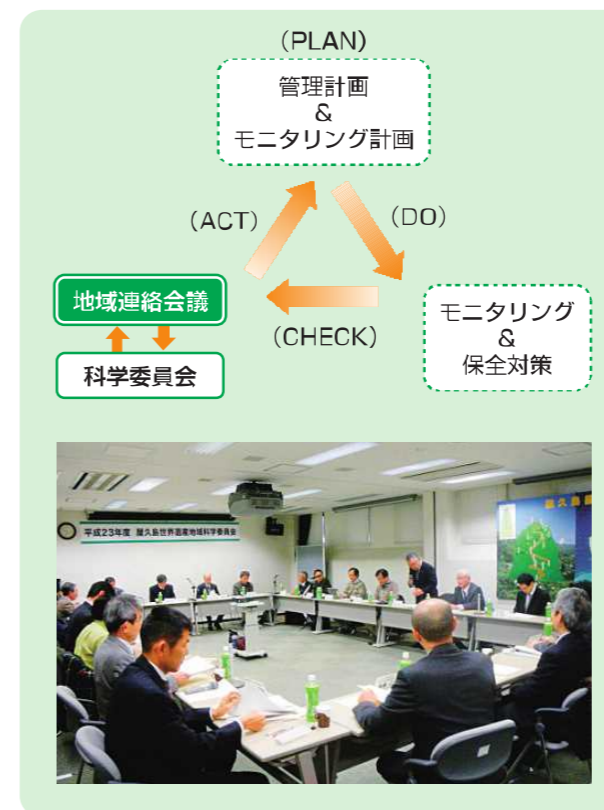 (PLAN)
管理計画
&
モニタリング計画
(ACT)
(DO)
地域連絡会議
(CHECK)
モニタリング
&
保全対策
科学委員会
平成23年度 屋久島世界遺産地域科学委員会
屋久島